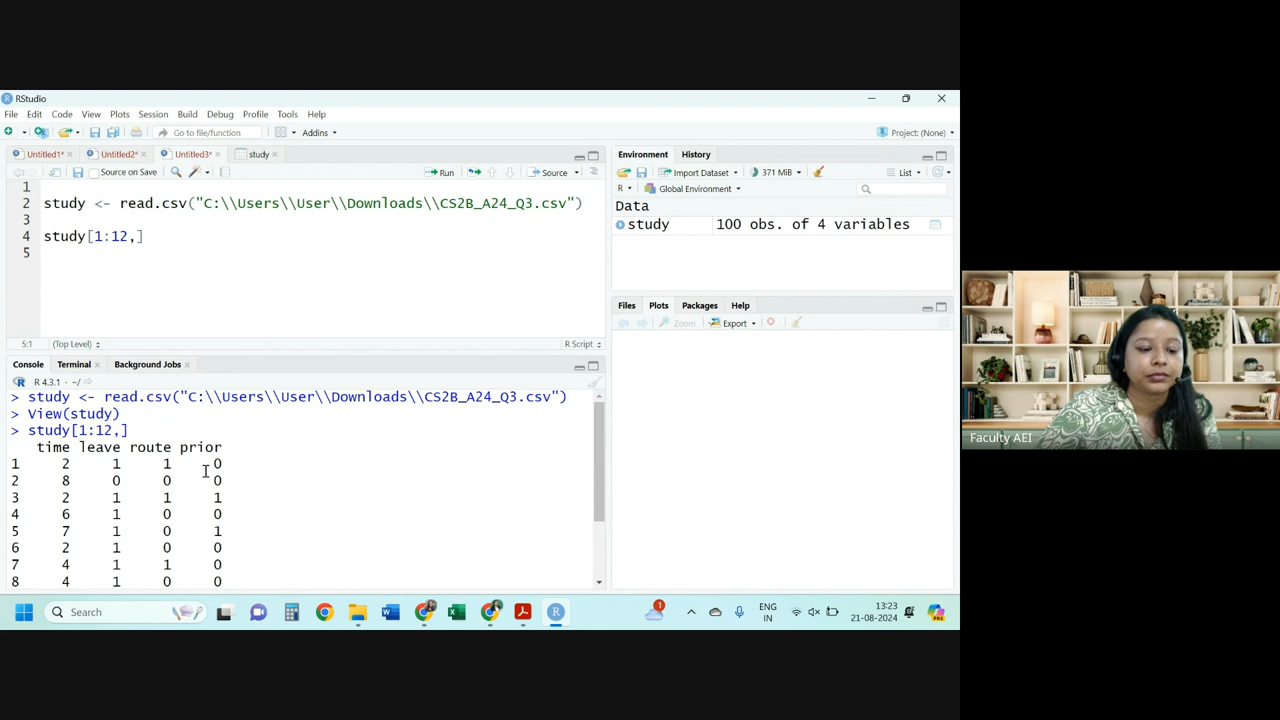 RStudio
File Edit Code View Plots Session Build Debug Profile Tools Help
Go to file/function Addins Project: (None)
Untitled1* Untitled2* Untitled3* study
Source on Save Run Source
1
2 study <- read.csv("C:\\Users\\User\\Downloads\\CS2B_A24_Q3.csv")
3
4 study[1:12,]
5
5:1 (Top Level) R Script
Console Terminal Background Jobs
R 4.3.1 · ~/
> study <- read.csv("C:\\Users\\User\\Downloads\\CS2B_A24_Q3.csv")
> View(study)
> study[1:12,]
time leave route prior
1 2 1 1 0
2 8 0 0 0
3 2 1 1 1
4 6 1 0 0
5 7 1 0 1
6 2 1 0 0
7 4 1 1 0
8 4 1 0 0
Environment History
Import Dataset 371 MiB List
R Global Environment
Data
study 100 obs. of 4 variables
Files Plots Packages Help
Zoom Export
Faculty AEI
Search
1
ENG
IN
13:23
21-08-2024